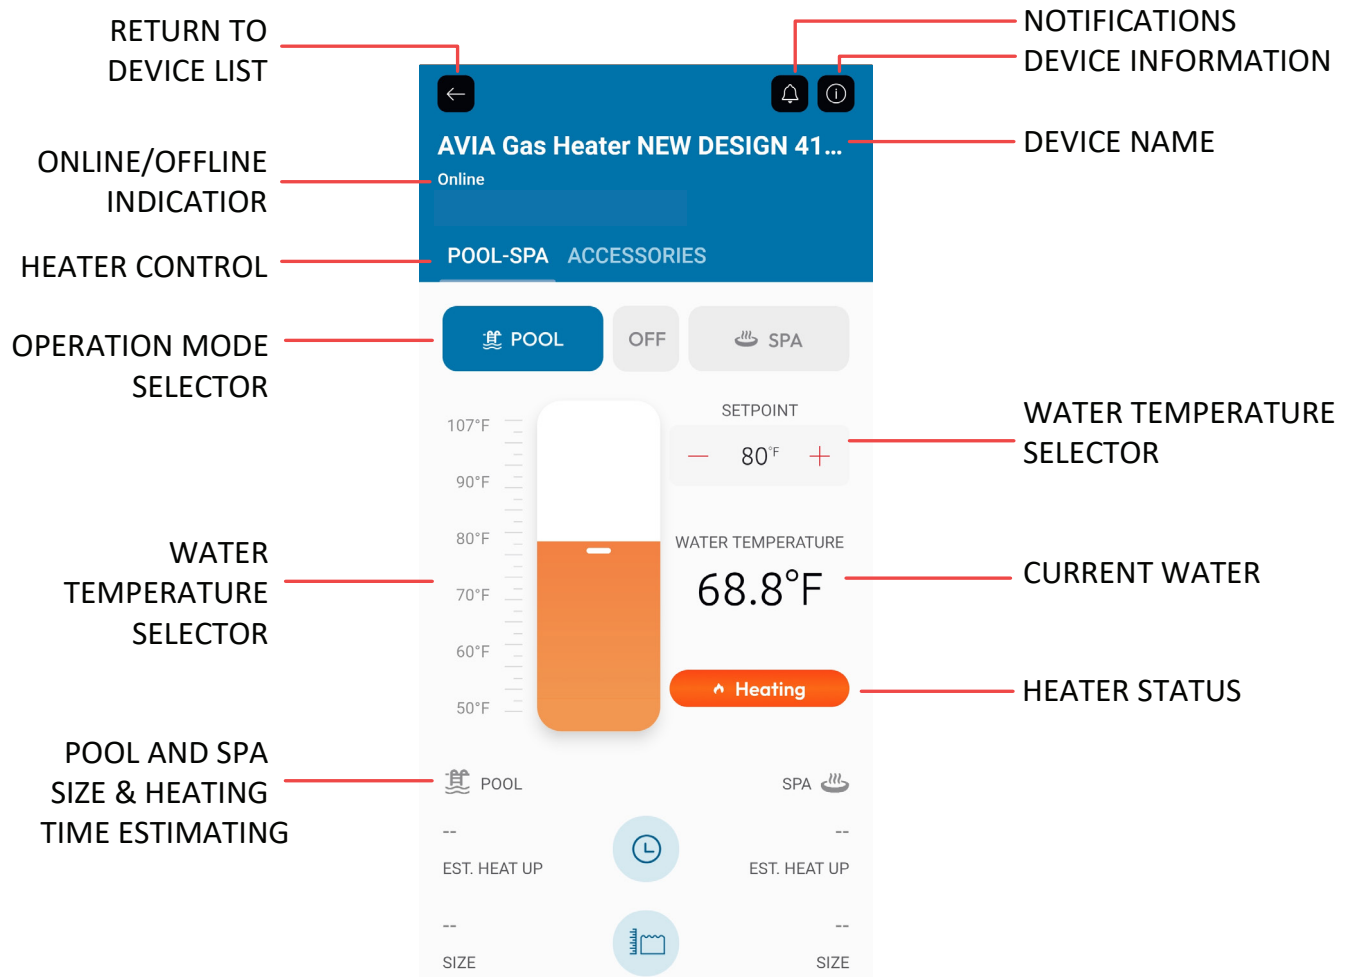 RETURN TO
DEVICE LIST
NOTIFICATIONS
DEVICE INFORMATION
AVIA Gas Heater NEW DESIGN 41...
DEVICE NAME
ONLINE/OFFLINE
INDICATIOR
Online
HEATER CONTROL
POOL-SPA ACCESSORIES
OPERATION MODE
SELECTOR
POOL OFF SPA
107°F
90°F
80°F
70°F
60°F
50°F
SETPOINT
— 80°F +
WATER TEMPERATURE
SELECTOR
WATER
TEMPERATURE
SELECTOR
WATER TEMPERATURE
68.8°F
CURRENT WATER
Heating
HEATER STATUS
POOL AND SPA
SIZE & HEATING
TIME ESTIMATING
POOL SPA
-- --
EST. HEAT UP EST. HEAT UP
-- --
SIZE SIZE